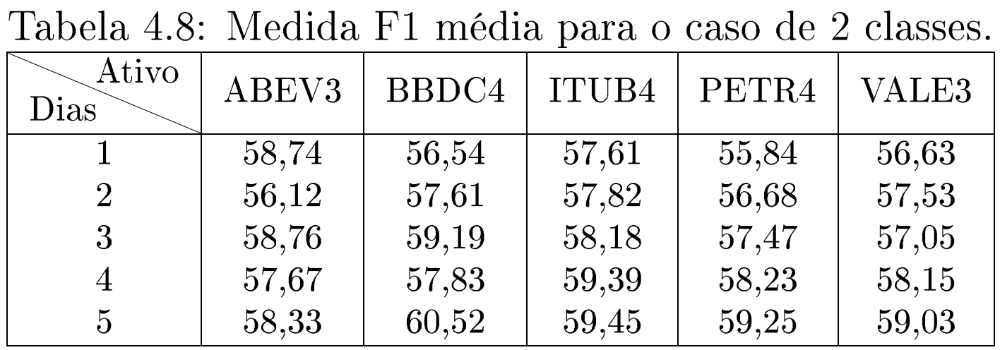 Tabela 4.8: Medida F1 média para o caso de 2 classes.
Ativo
Dias ABEV3 BBDC4 ITUB4 PETR4 VALE3
1 58,74 56,54 57,61 55,84 56,63
2 56,12 57,61 57,82 56,68 57,53
3 58,76 59,19 58,18 57,47 57,05
4 57,67 57,83 59,39 58,23 58,15
5 58,33 60,52 59,45 59,25 59,03